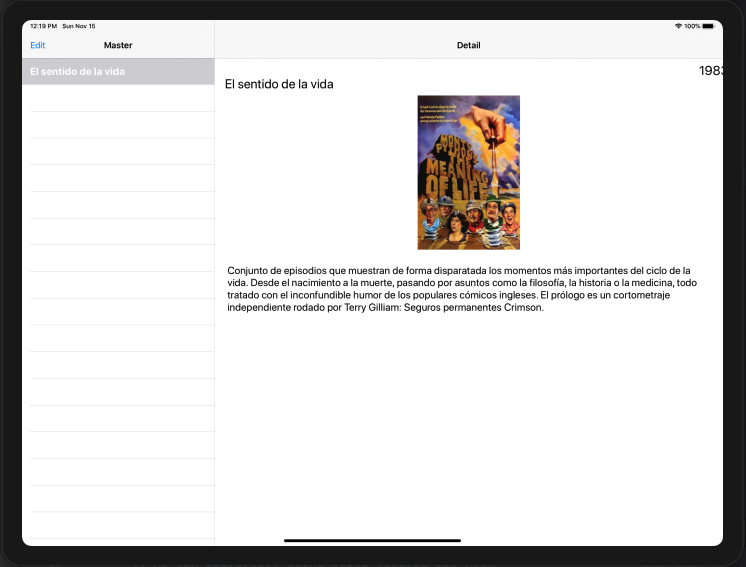 12:19 PM Sun Nov 15
100%
Edit
Master
Detail
El sentido de la vida
1983
El sentido de la vida
MONTY
PYTHON'S
THE
MEANING
OF LIFE
Conjunto de episodios que muestran de forma disparatada los momentos más importantes del ciclo de la
vida. Desde el nacimiento a la muerte, pasando por asuntos como la filosofía, la historia o la medicina, todo
tratado con el inconfundible humor de los populares cómicos ingleses. El prólogo es un cortometraje
independiente rodado por Terry Gilliam: Seguros permanentes Crimson.